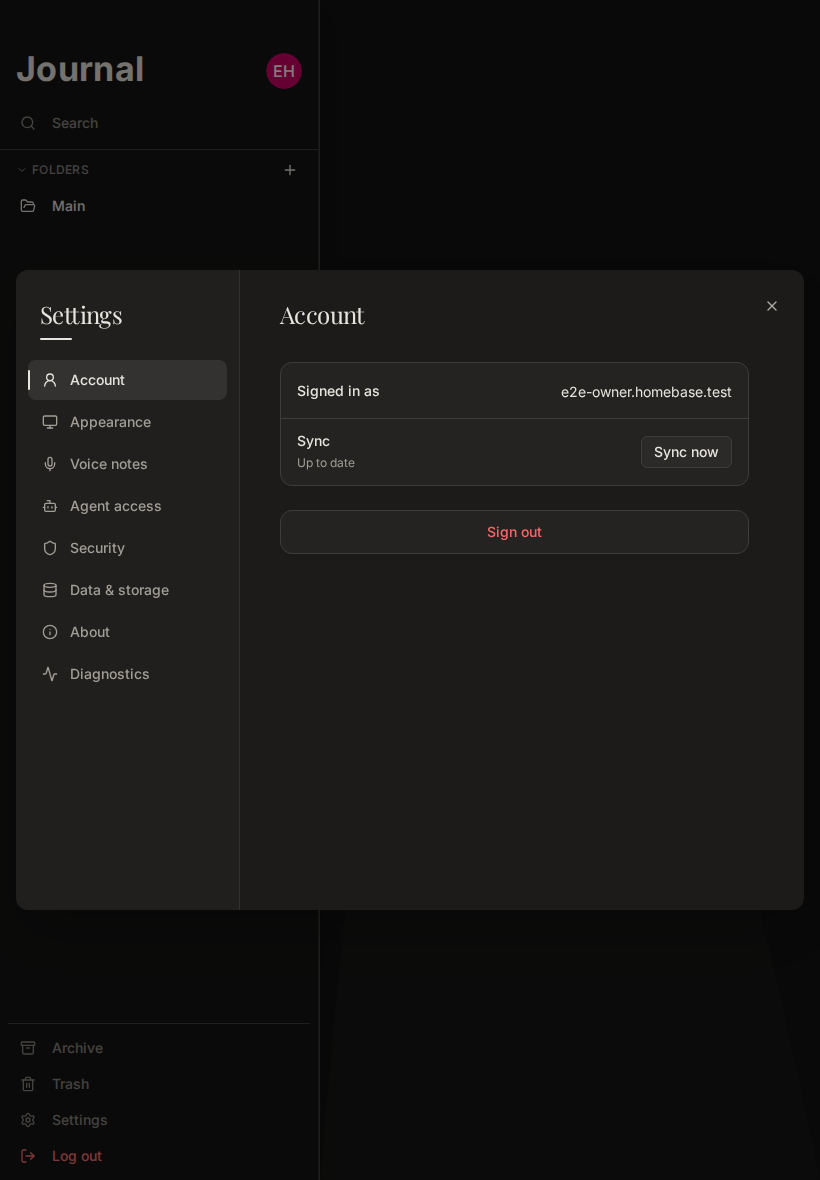 Journal
EH
Search
FOLDERS
Main
Settings
Account
Appearance
Voice notes
Agent access
Security
Data & storage
About
Diagnostics
Account
Signed in as
e2e-owner.homebase.test
Sync
Up to date
Sync now
Sign out
Archive
Trash
Settings
Log out